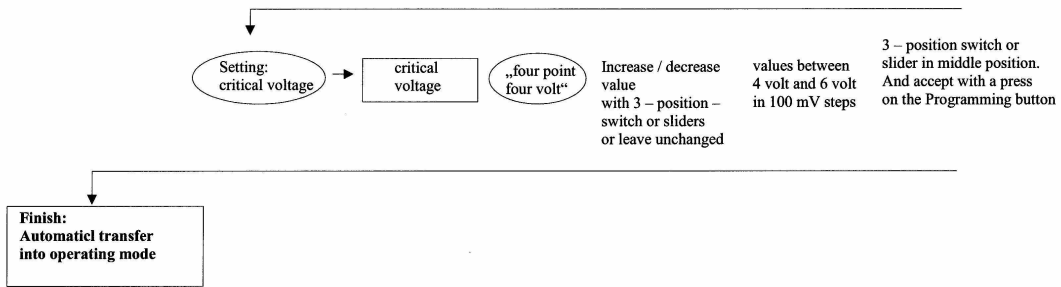 Setting:
critical voltage
critical
voltage
„four point
four volt“
Increase / decrease
value
with 3 – position –
switch or sliders
or leave unchanged
values between
4 volt and 6 volt
in 100 mV steps
3 – position switch or
slider in middle position.
And accept with a press
on the Programming button
Finish:
Automaticl transfer
into operating mode